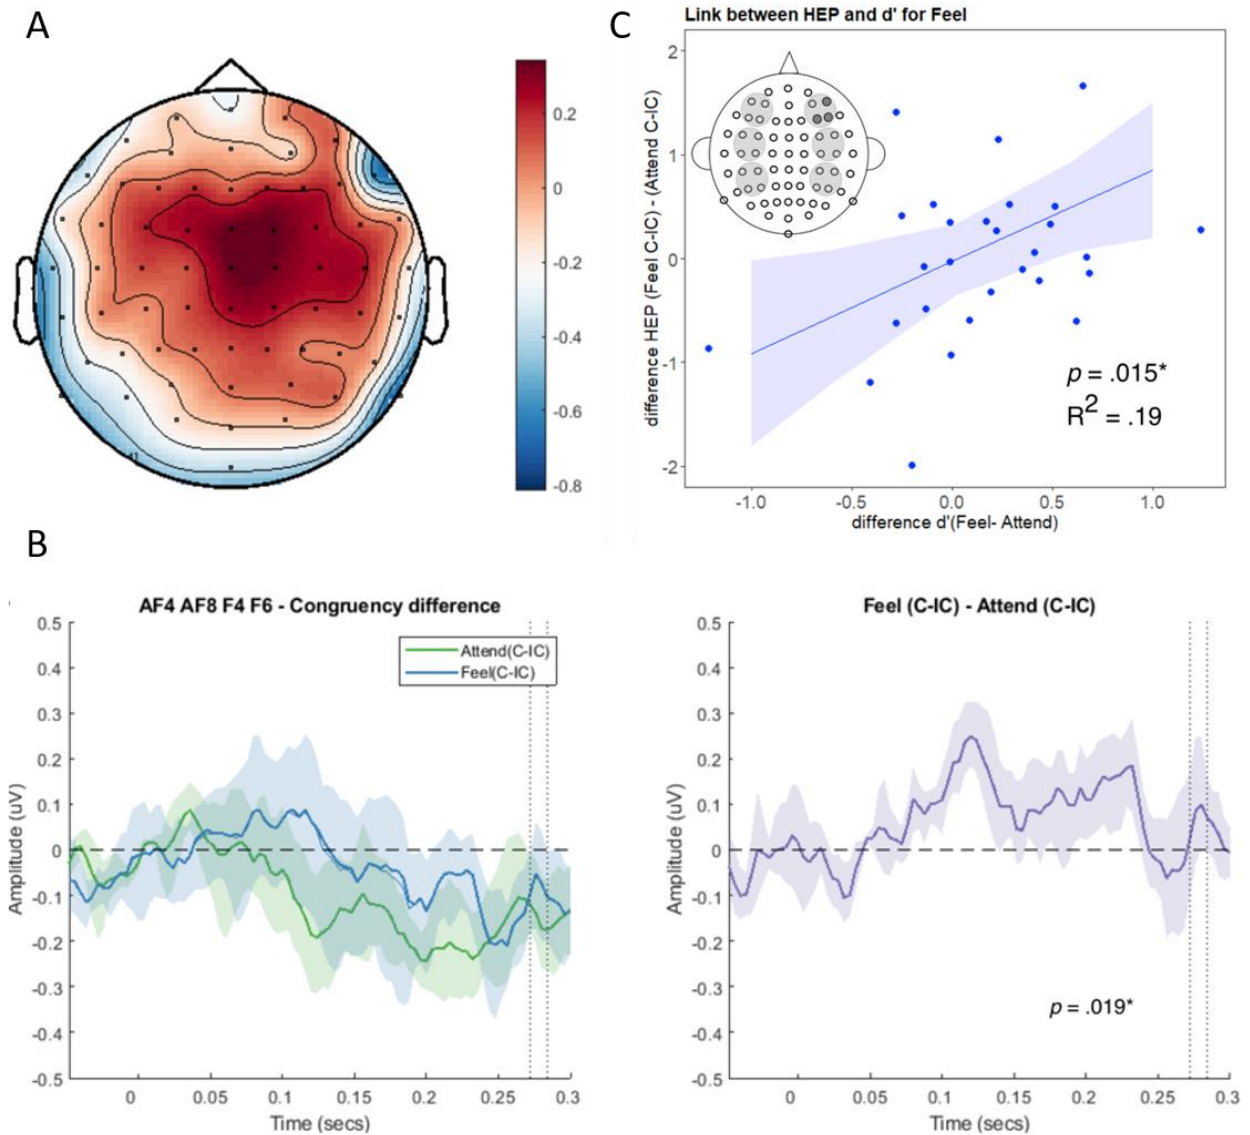 A
0.2
0
-0.2
-0.4
-0.6
-0.8
C
Link between HEP and d' for Feel
difference HEP (Feel C-IC) - (Attend C-IC)
2
1
0
-1
-2
p = .015*
R2 = .19
-1.0 -0.5 0.0 0.5 1.0
difference d'(Feel- Attend)
B
AF4 AF8 F4 F6 - Congruency difference
Attend(C-IC)
Feel(C-IC)
Amplitude (uV)
0.5
0.4
0.3
0.2
0.1
0
-0.1
-0.2
-0.3
-0.4
-0.5
0 0.05 0.1 0.15 0.2 0.25 0.3
Time (secs)
Feel (C-IC) - Attend (C-IC)
Amplitude (uV)
0.5
0.4
0.3
0.2
0.1
0
-0.1
-0.2
-0.3
-0.4
-0.5
p = .019*
0 0.05 0.1 0.15 0.2 0.25 0.3
Time (secs)